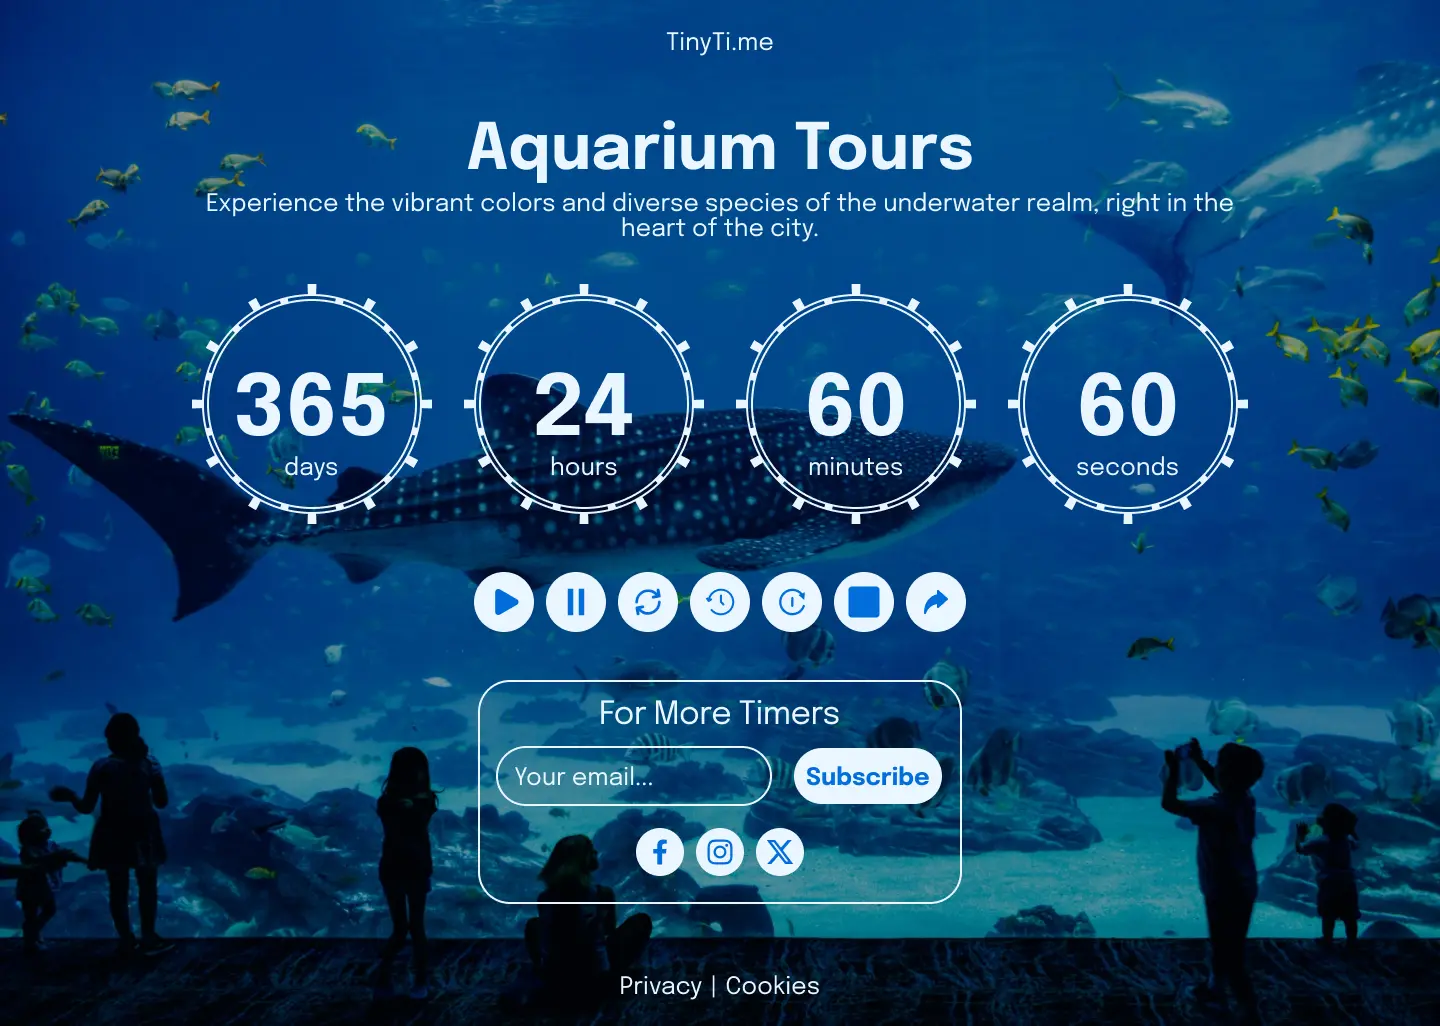 TinyTi.me
Aquarium Tours
Experience the vibrant colors and diverse species of the underwater realm, right in the
heart of the city.
365
days
24
hours
60
minutes
60
seconds
For More Timers
Your email...
Subscribe
Privacy | Cookies